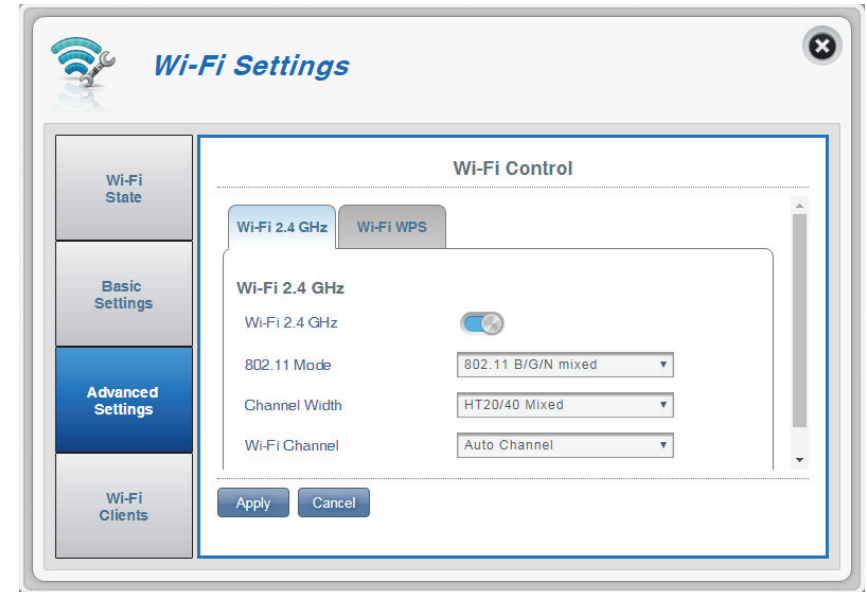 Wi-Fi Settings
Wi-Fi
State
Basic
Settings
Advanced
Settings
Wi-Fi
Clients
Wi-Fi Control
Wi-Fi 2.4 GHz
Wi-Fi WPS
Wi-Fi 2.4 GHz
Wi-Fi 2.4 GHz
802.11 Mode
802.11 B/G/N mixed
Channel Width
HT20/40 Mixed
Wi-Fi Channel
Auto Channel
Apply
Cancel